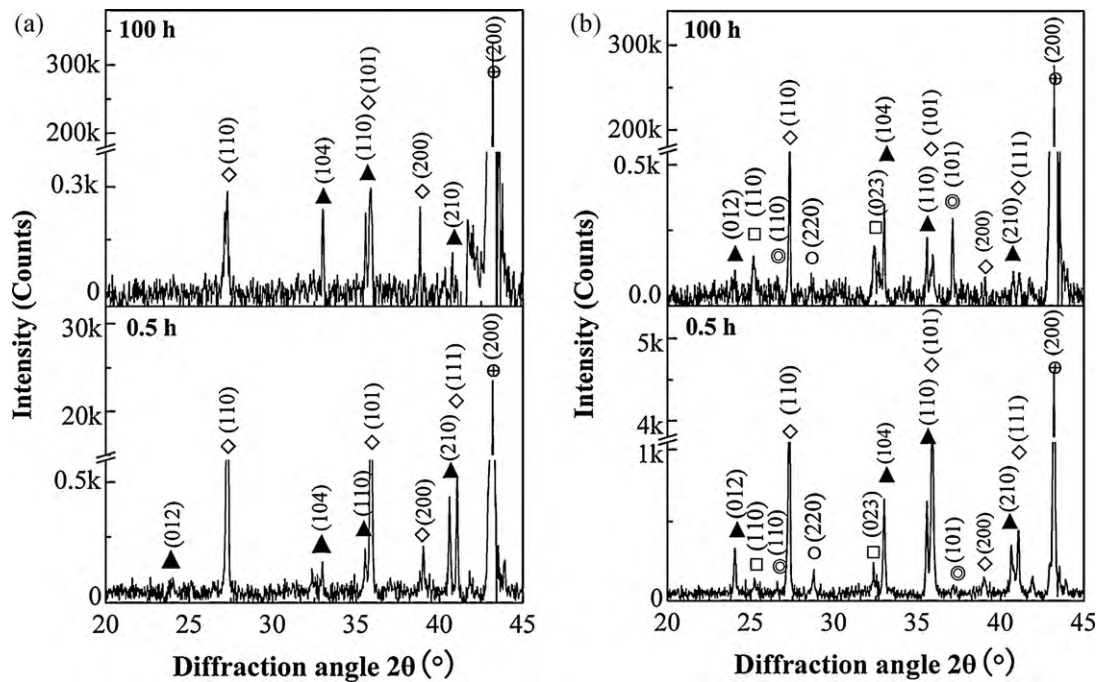 (a)
100 h
(200)
(101)
(110)
(104)
(110)
(200)
(210)
300k
200k
0.3k
0
0.5 h
(200)
(110)
(101)
(111)
(210)
(012)
(104)
(110)
(200)
30k
20k
0.5k
0
20 25 30 35 40 45
Intensity (Counts)
Diffraction angle 2θ (°)
(b)
100 h
(200)
(110)
(104)
(101)
(012)
(110)
(110)
(220)
(023)
(110)
(101)
(200)
(210)
(111)
300k
200k
0.5k
0.0
0.5 h
(200)
(110)
(101)
(012)
(110)
(110)
(220)
(023)
(104)
(110)
(101)
(200)
(210)
(111)
5k
4k
1k
1
20 25 30 35 40 45
Intensity (Counts)
Diffraction angle 2θ (°)